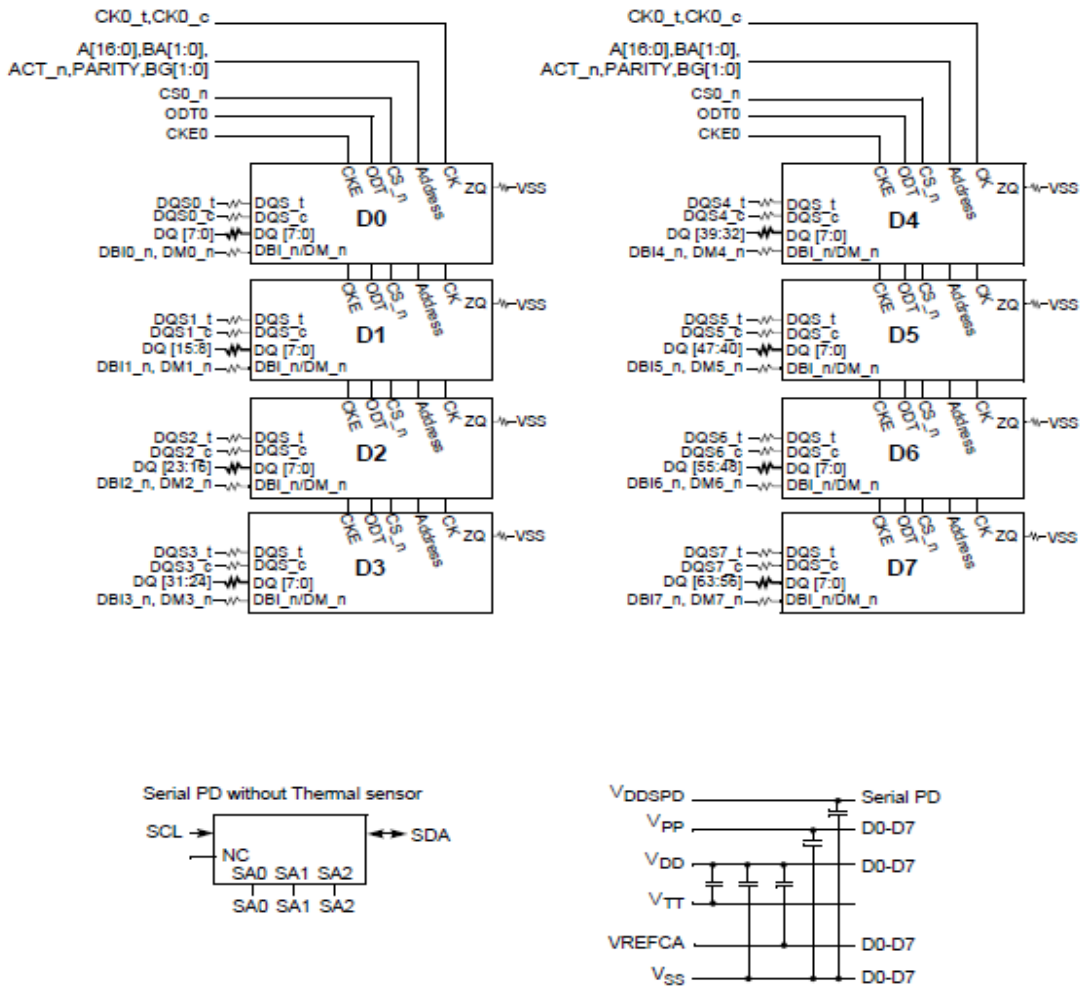 CK0_t,CK0_c
A[16:0],BA[1:0],
ACT_n,PARITY,BG[1:0]
CS0_n
ODT0
CKE0
CKE ODT CS_n Address CK ZQ VSS
DQS0_t DQS_t
DQS0_c DQS_c
DQ [7:0] DQ [7:0]
DBI0_n, DM0_n DBI_n/DM_n
D0
CKE ODT CS_n Address CK ZQ VSS
DQS1_t DQS_t
DQS1_c DQS_c
DQ [15:8] DQ [7:0]
DBI1_n, DM1_n DBI_n/DM_n
D1
CKE ODT CS_n Address CK ZQ VSS
DQS2_t DQS_t
DQS2_c DQS_c
DQ [23:16] DQ [7:0]
DBI2_n, DM2_n DBI_n/DM_n
D2
CKE ODT CS_n Address CK ZQ VSS
DQS3_t DQS_t
DQS3_c DQS_c
DQ [31:24] DQ [7:0]
DBI3_n, DM3_n DBI_n/DM_n
D3
CK0_t,CK0_c
A[16:0],BA[1:0],
ACT_n,PARITY,BG[1:0]
CS0_n
ODT0
CKE0
CKE ODT CS_n Address CK ZQ VSS
DQS4_t DQS_t
DQS4_c DQS_c
DQ [39:32] DQ [7:0]
DBI4_n, DM4_n DBI_n/DM_n
D4
CKE ODT CS_n Address CK ZQ VSS
DQS5_t DQS_t
DQS5_c DQS_c
DQ [47:40] DQ [7:0]
DBI5_n, DM5_n DBI_n/DM_n
D5
CKE ODT CS_n Address CK ZQ VSS
DQS6_t DQS_t
DQS6_c DQS_c
DQ [55:48] DQ [7:0]
DBI6_n, DM6_n DBI_n/DM_n
D6
CKE ODT CS_n Address CK ZQ VSS
DQS7_t DQS_t
DQS7_c DQS_c
DQ [63:56] DQ [7:0]
DBI7_n, DM7_n DBI_n/DM_n
D7
Serial PD without Thermal sensor
SCL SDA
NC
SA0 SA1 SA2
SA0 SA1 SA2
VDDSPD Serial PD
VPP D0-D7
VDD D0-D7
VTT
VREFCA D0-D7
VSS D0-D7